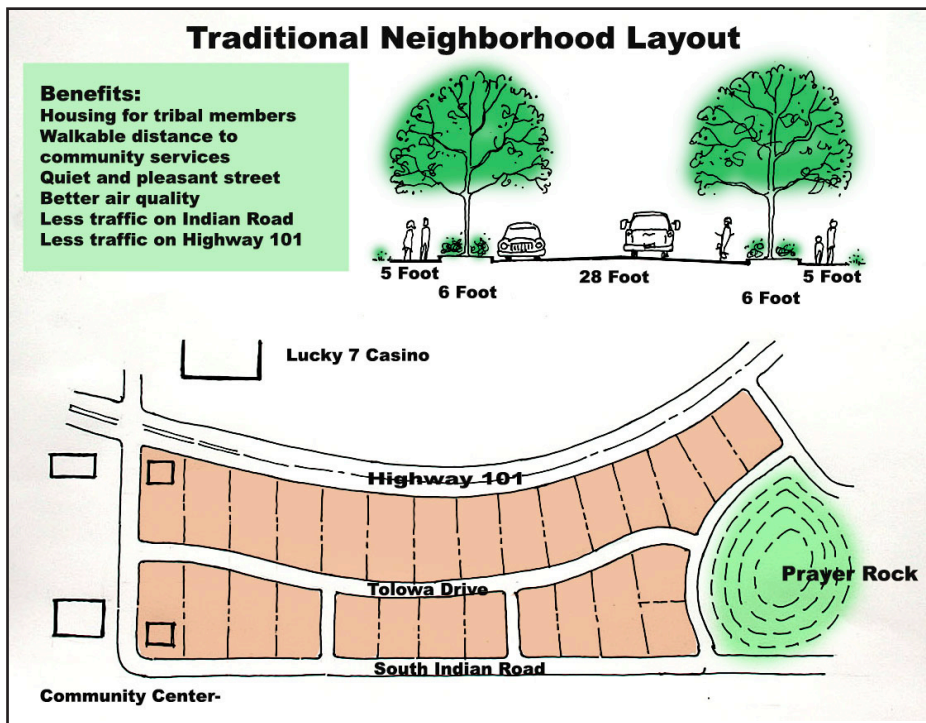 Traditional Neighborhood Layout
Benefits:
Housing for tribal members
Walkable distance to
community services
Quiet and pleasant street
Better air quality
Less traffic on Indian Road
Less traffic on Highway 101
5 Foot
6 Foot
28 Foot
6 Foot
5 Foot
Lucky 7 Casino
Highway 101
Prayer Rock
Tolowa Drive
South Indian Road
Community Center-